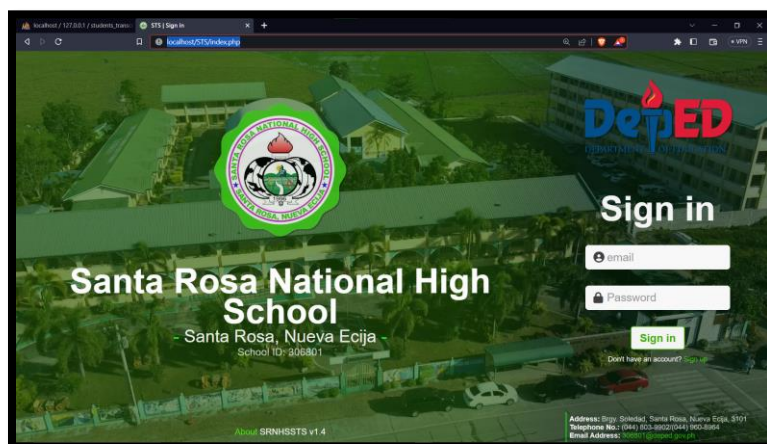 localhost / 127.0.0.1 / students_trans
STS | Sign In
localhost/STS/index.php
VPN
SANTA ROSA NATIONAL HIGH SCHOOL
SANTA ROSA, NUEVA ECIJA
DepED
DEPARTMENT OF EDUCATION
Sign in
email
Password
Sign in
Don't have an account? Sign up
Santa Rosa National High
School
- Santa Rosa, Nueva Ecija -
School ID: 306801
About SRNHSSTS v1.4
Address: Brgy. Soledad, Santa Rosa, Nueva Ecija, 3101
Telephone No.: (044) 803-9902/(044) 960-8964
Email Address: 306801@deped.gov.ph